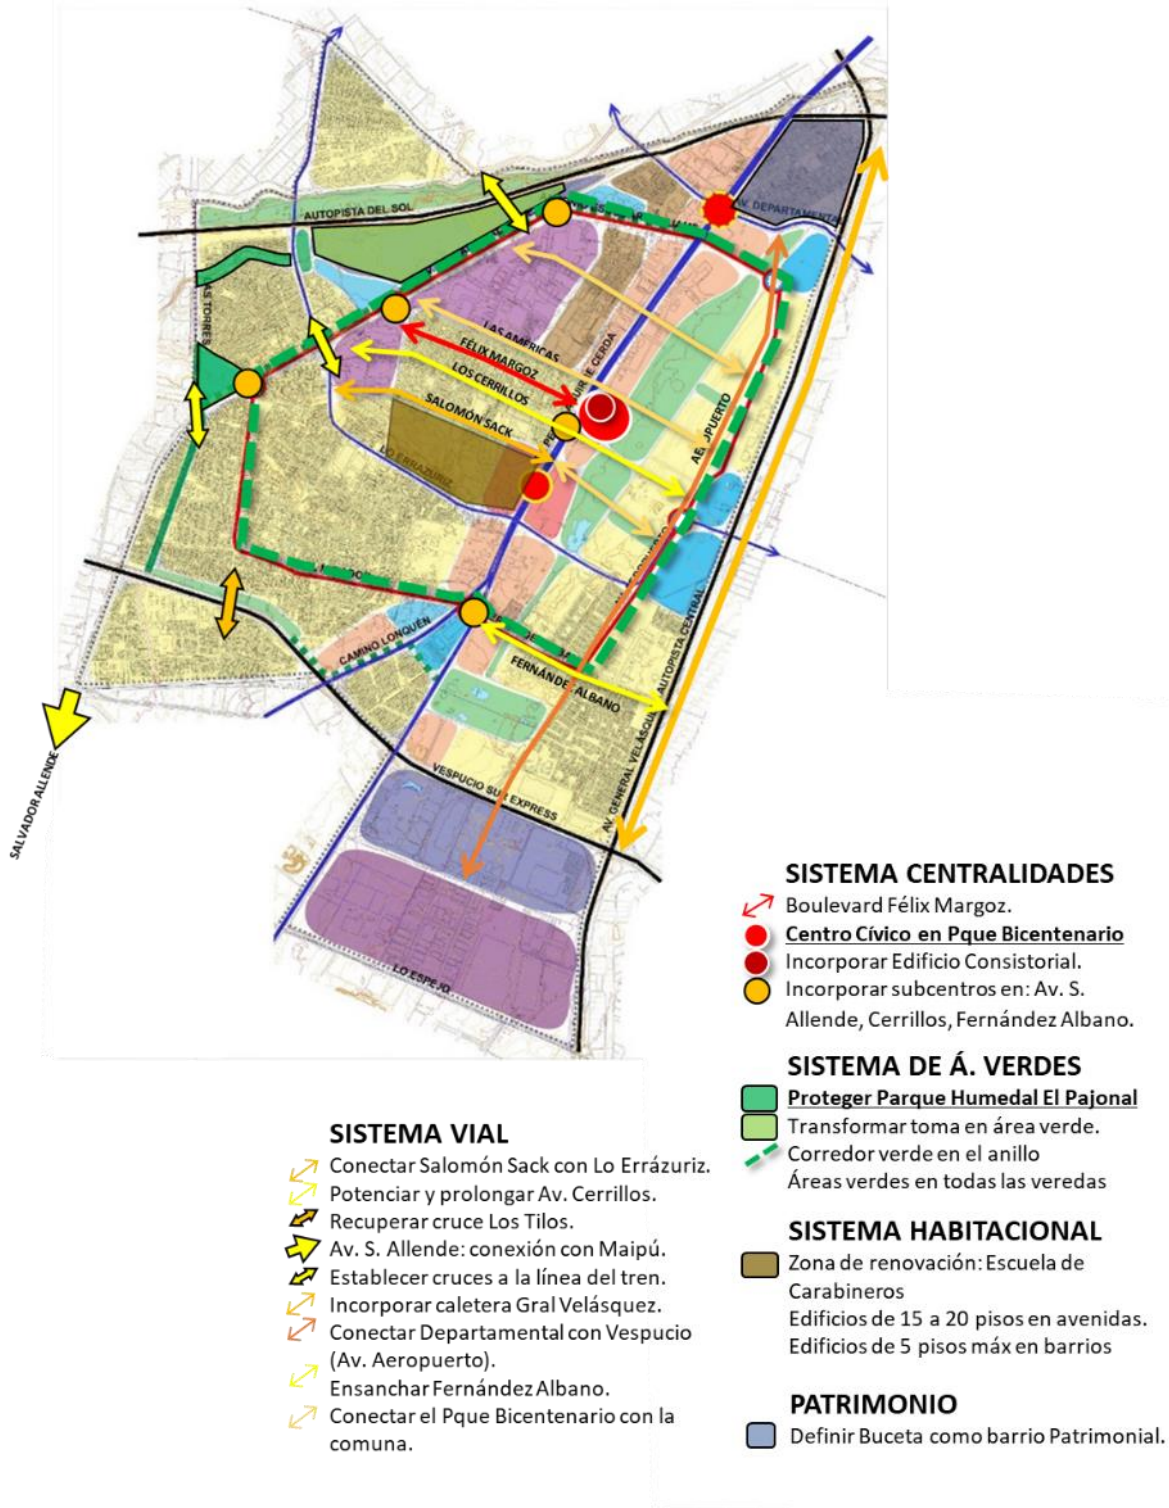 AUTOPISTA DEL SOL
AV. DEPARTAMENTAL
LAS TORRES
LAS AMÉRICAS
FÉLIX MARGOZ
LOS CERRILLOS
SALOMÓN SACK
LO ERRAZURIZ
AEROPUERTO
CAMINO LONQUÉN
FERNÁNDEZ ALBANO
AUTOPISTA CENTRAL
AV. GENERAL VELÁSQUEZ
VESPUCIO SUR EXPRESS
LO ESPEJO
SALVADOR ALLENDE
SISTEMA CENTRALIDADES
Boulevard Félix Margoz.
Centro Cívico en Pque Bicentenario
Incorporar Edificio Consistorial.
Incorporar subcentros en: Av. S.
Allende, Cerrillos, Fernández Albano.
SISTEMA DE Á. VERDES
Proteger Parque Humedal El Pajonal
Transformar toma en área verde.
Corredor verde en el anillo
Áreas verdes en todas las veredas
SISTEMA HABITACIONAL
Zona de renovación: Escuela de
Carabineros
Edificios de 15 a 20 pisos en avenidas.
Edificios de 5 pisos máx en barrios
PATRIMONIO
Definir Buceta como barrio Patrimonial.
SISTEMA VIAL
Conectar Salomón Sack con Lo Errázuriz.
Potenciar y prolongar Av. Cerrillos.
Recuperar cruce Los Tilos.
Av. S. Allende: conexión con Maipú.
Establecer cruces a la línea del tren.
Incorporar caletera Gral Velásquez.
Conectar Departamental con Vespucio
(Av. Aeropuerto).
Ensanchar Fernández Albano.
Conectar el Pque Bicentenario con la
comuna.